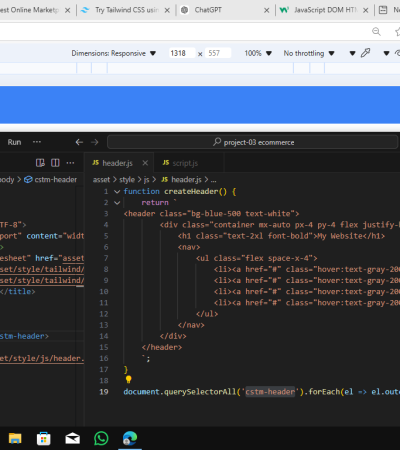 est Online Marketp
Try Tailwind CSS usin
ChatGPT
JavaScript DOM HTM
Ne
Dimensions: Responsive
1318 × 557
100%
No throttling
Run
project-03 ecommerce
header.js
script.js
body > cstm-header
asset > style > js > JS header.js > ...
TF-8">
port" content="widt
>
esheet" href="asset
set/style/tailwind/
set/style/tailwind/
</title>
stm-header>
et/style/js/header.
1 function createHeader() {
2 return `
3 <header class="bg-blue-500 text-white">
4 <div class="container mx-auto px-4 py-4 flex justify-b
5 <h1 class="text-2xl font-bold">My Website</h1>
6 <nav>
7 <ul class="flex space-x-4">
8 <li><a href="#" class="hover:text-gray-200
9 <li><a href="#" class="hover:text-gray-200
10 <li><a href="#" class="hover:text-gray-200
11 <li><a href="#" class="hover:text-gray-200
12 </ul>
13 </nav>
14 </div>
15 </header>
16 `;
17 }
18
19 document.querySelectorAll('cstm-header').forEach(el => el.oute